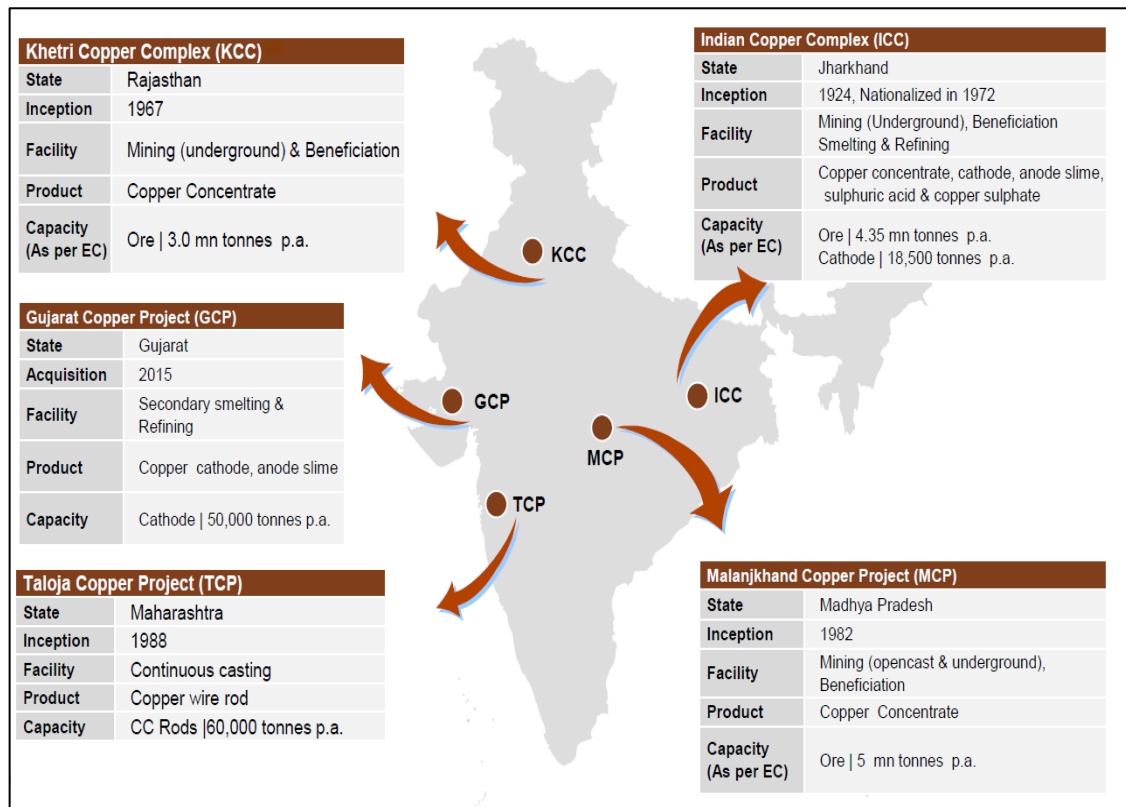 Khetri Copper Complex (KCC)
State Rajasthan
Inception 1967
Facility Mining (underground) & Beneficiation
Product Copper Concentrate
Capacity
(As per EC) Ore | 3.0 mn tonnes p.a.
Indian Copper Complex (ICC)
State Jharkhand
Inception 1924, Nationalized in 1972
Facility Mining (Underground), Beneficiation
Smelting & Refining
Product Copper concentrate, cathode, anode slime,
sulphuric acid & copper sulphate
Capacity
(As per EC) Ore | 4.35 mn tonnes p.a.
Cathode | 18,500 tonnes p.a.
KCC
Gujarat Copper Project (GCP)
State Gujarat
Acquisition 2015
Facility Secondary smelting &
Refining
Product Copper cathode, anode slime
Capacity Cathode | 50,000 tonnes p.a.
GCP
ICC
MCP
TCP
Taloja Copper Project (TCP)
State Maharashtra
Inception 1988
Facility Continuous casting
Product Copper wire rod
Capacity CC Rods |60,000 tonnes p.a.
Malanjkhand Copper Project (MCP)
State Madhya Pradesh
Inception 1982
Facility Mining (opencast & underground),
Beneficiation
Product Copper Concentrate
Capacity
(As per EC) Ore | 5 mn tonnes p.a.